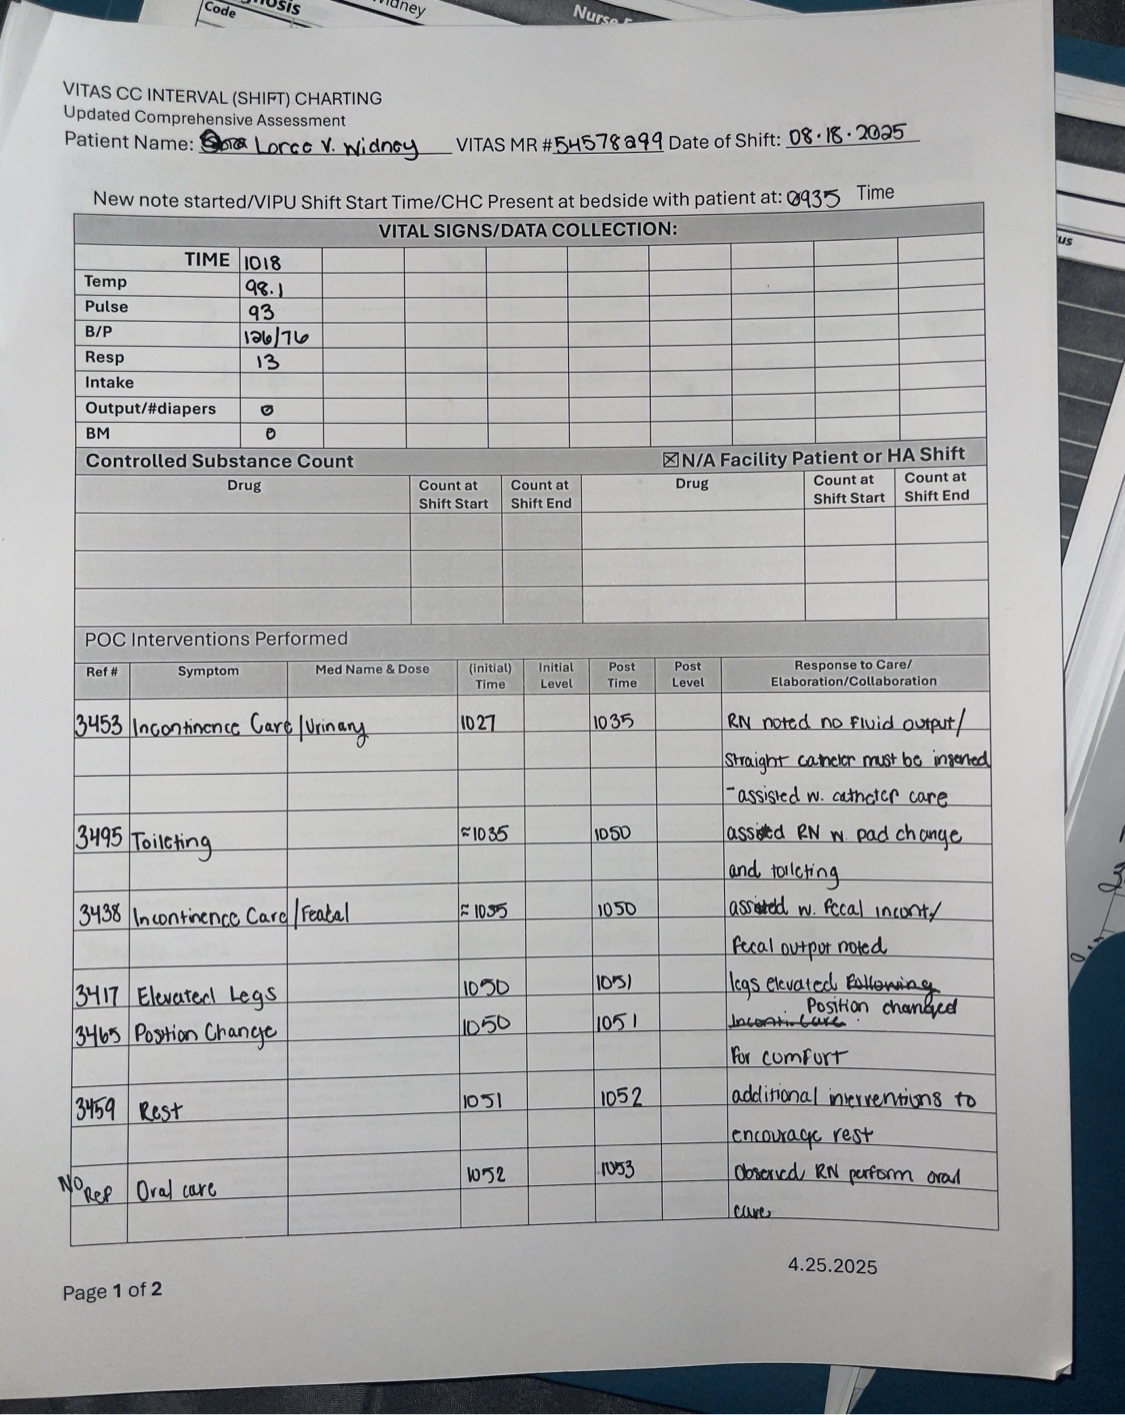 Code
nosis
idney
Nurse
us
VITAS CC INTERVAL (SHIFT) CHARTING
Updated Comprehensive Assessment
Patient Name: Lorce V. Widney VITAS MR #54578299 Date of Shift: 08.18.2025
New note started/VIPU Shift Start Time/CHC Present at bedside with patient at: 0935 Time
VITAL SIGNS/DATA COLLECTION:
TIME 1018
Temp 98.1
Pulse 93
B/P 126/76
Resp 13
Intake
Output/#diapers 0
BM 0
Controlled Substance Count ☒N/A Facility Patient or HA Shift
Drug Count at Count at Drug Count at Count at
Shift Start Shift End Shift Start Shift End
POC Interventions Performed
Ref # Symptom Med Name & Dose (initial) Initial Post Post Response to Care/
Time Level Time Level Elaboration/Collaboration
3453 Incontinence Care/Urinary 1027 1035 RN noted no fluid output/
straight catheter must be inserted
-assisted w. catheter care
3495 Toileting ≈1035 1050 assisted RN w. pad change
and toileting
3438 Incontinence Care/Featal ≈1035 1050 assisted w. fecal incont/
fecal output noted
3417 Elevated Legs 1050 1051 legs elevated Following
Position changed
3465 Position Change 1050 1051 Incont. Care
For comfort
3459 Rest 1051 1052 additional interventions to
encourage rest
No Ref Oral care 1052 1053 Observed RN perform oral
care
4.25.2025
Page 1 of 2